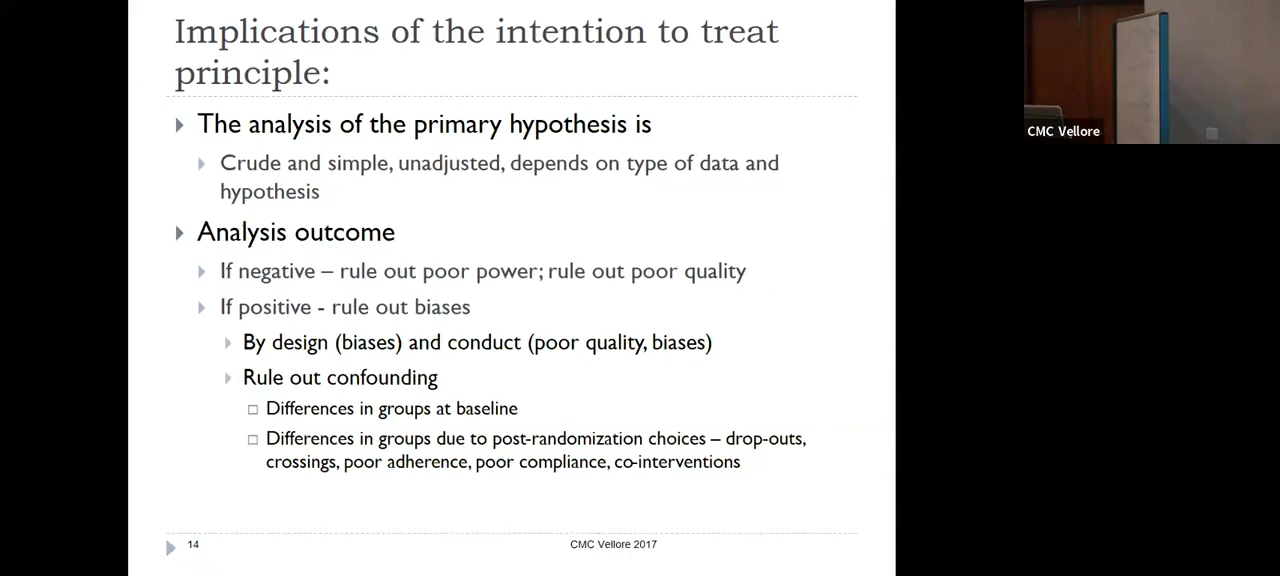 Implications of the intention to treat
principle:
The analysis of the primary hypothesis is
Crude and simple, unadjusted, depends on type of data and
hypothesis
Analysis outcome
If negative – rule out poor power; rule out poor quality
If positive - rule out biases
By design (biases) and conduct (poor quality, biases)
Rule out confounding
Differences in groups at baseline
Differences in groups due to post-randomization choices – drop-outs,
crossings, poor adherence, poor compliance, co-interventions
14
CMC Vellore 2017
CMC Vellore